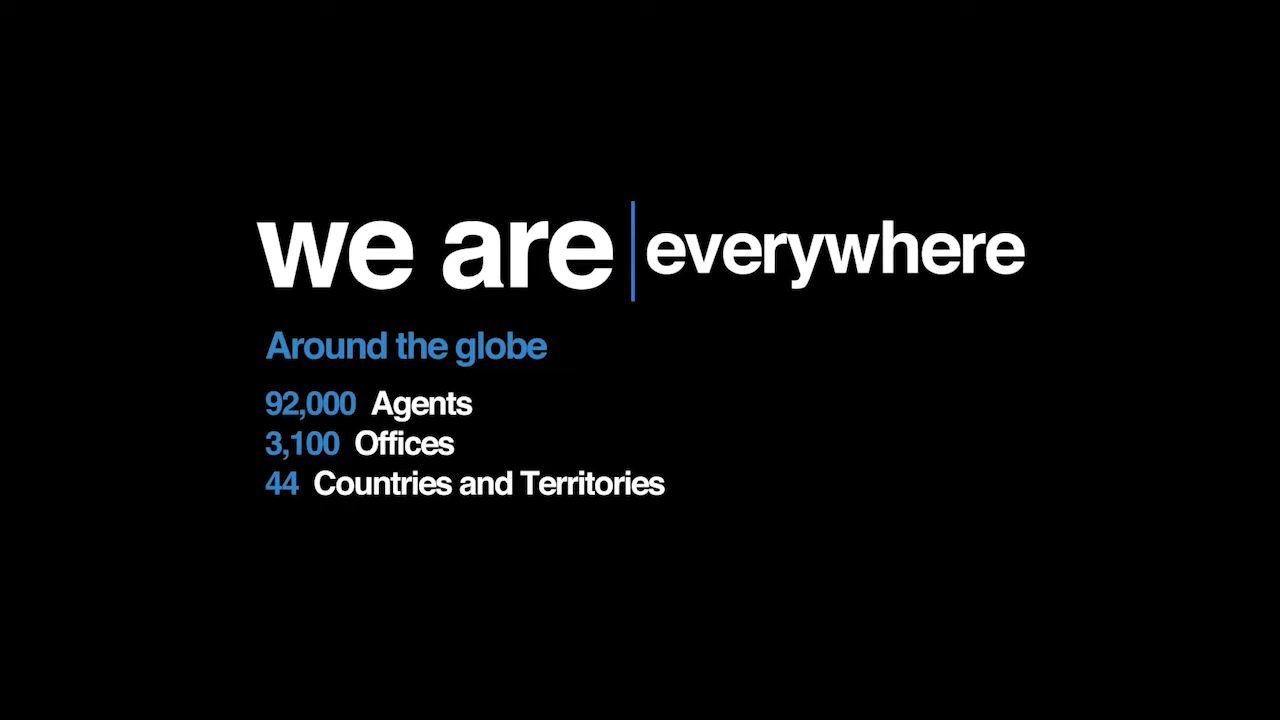 we are everywhere
Around the globe
92,000 Agents
3,100 Offices
44 Countries and Territories